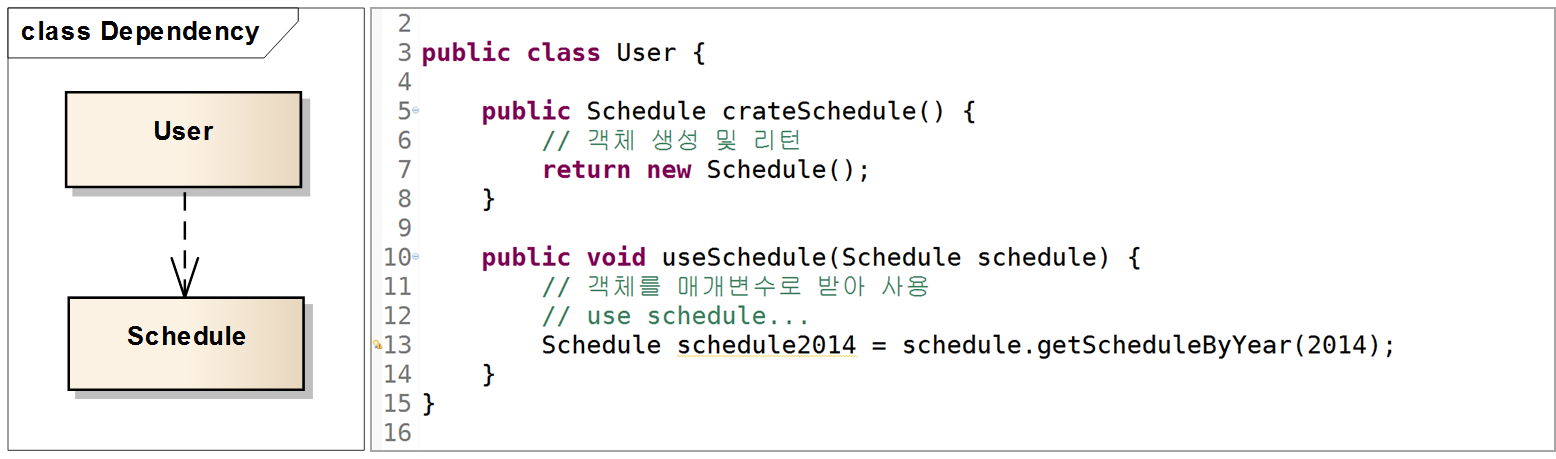 class Dependency
User
Schedule
2
3 public class User {
4
5 public Schedule crateSchedule() {
6 // 객체 생성 및 리턴
7 return new Schedule();
8 }
9
10 public void useSchedule(Schedule schedule) {
11 // 객체를 매개변수로 받아 사용
12 // use schedule...
13 Schedule schedule2014 = schedule.getScheduleByYear(2014);
14 }
15 }
16